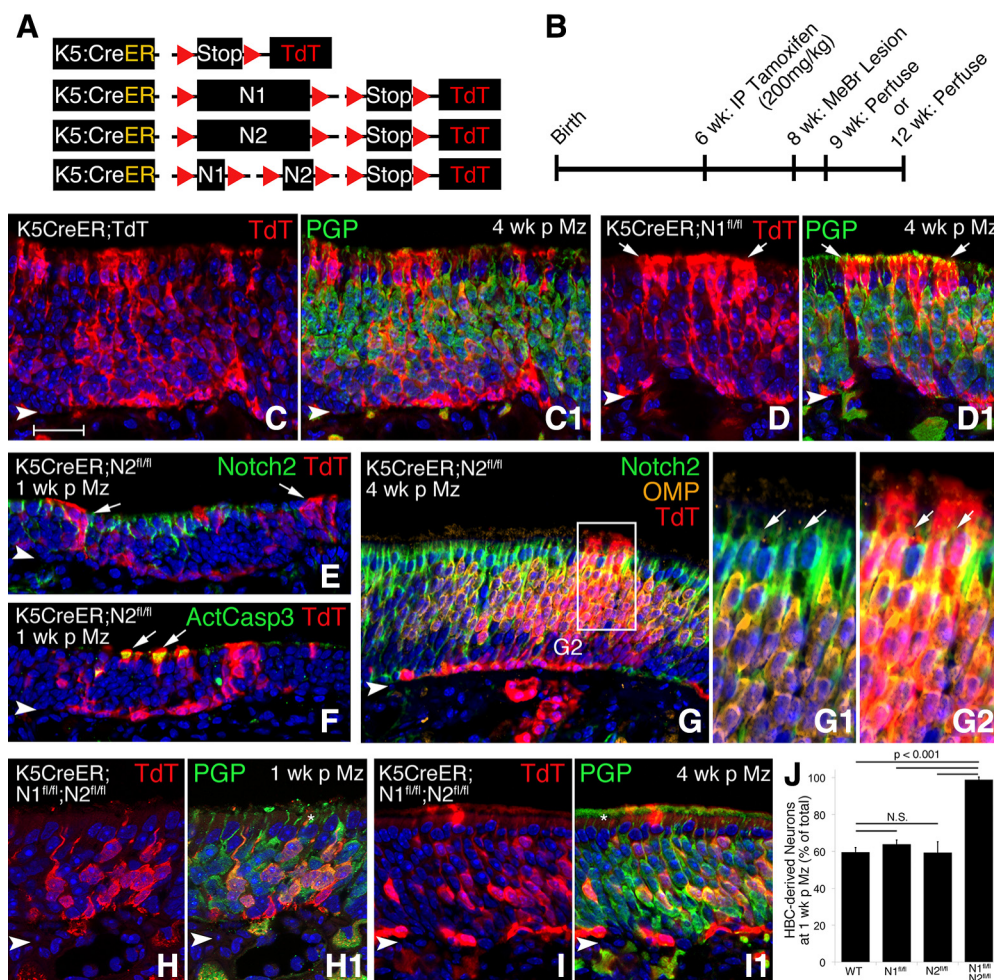 A
K5:CreER Stop TdT
K5:CreER N1 Stop TdT
K5:CreER N2 Stop TdT
K5:CreER N1 N2 Stop TdT
B
Birth
6 wk: IP Tamoxifen
(200mg/kg)
8 wk: MeBr Lesion
9 wk: Perfuse
or
12 wk: Perfuse
K5CreER;TdT TdT
C
PGP 4 wk p Mz
C1
K5CreER;N1fl/fl TdT
D
PGP 4 wk p Mz
D1
K5CreER;N2fl/fl Notch2 TdT
1 wk p Mz
E
K5CreER;N2fl/fl ActCasp3 TdT
1 wk p Mz
F
K5CreER;N2fl/fl Notch2
4 wk p Mz OMP
TdT
G2
G
G1
G2
K5CreER; TdT
N1fl/fl;N2fl/fl
H
PGP 1 wk p Mz
*
H1
K5CreER; TdT
N1fl/fl;N2fl/fl
I
PGP 4 wk p Mz
*
I1
J
p < 0.001
N.S.
HBC-derived Neurons
at 1 wk p Mz (% of total)
100
80
60
40
20
0
WT N1fl/fl N2fl/fl N1fl/fl
N2fl/fl